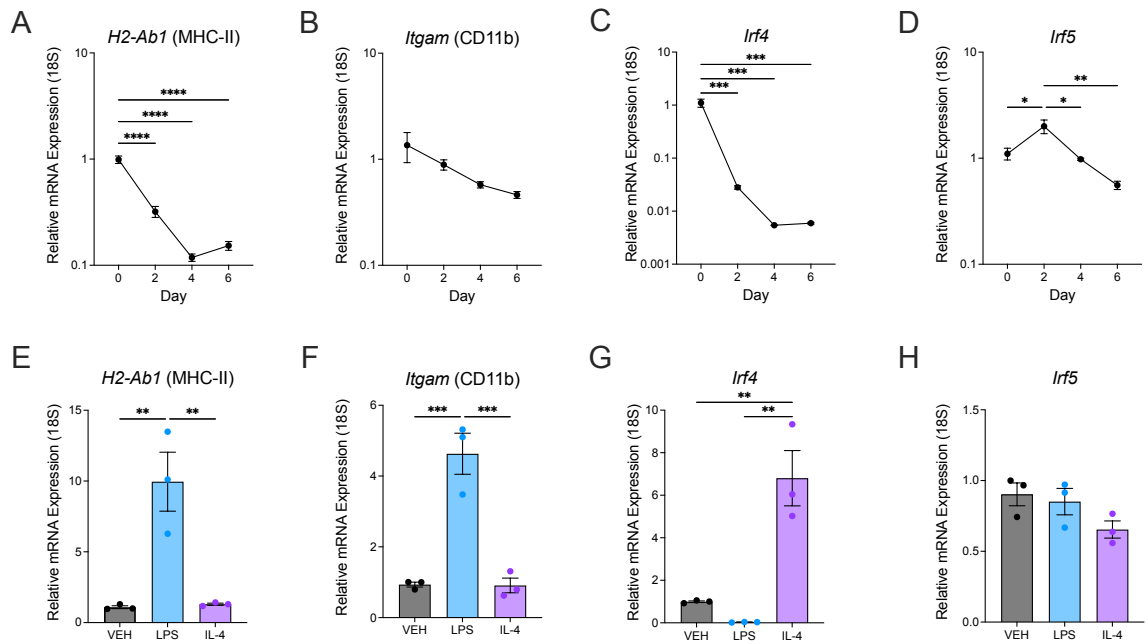 A
H2-Ab1 (MHC-II)
Relative mRNA Expression (18S)
10
1
0.1
****
****
****
0
2
4
6
Day
B
Itgam (CD11b)
Relative mRNA Expression (18S)
10
1
0.1
0
2
4
6
Day
C
Irf4
Relative mRNA Expression (18S)
10
1
0.1
0.01
0.001
***
***
***
0
2
4
6
Day
D
Irf5
Relative mRNA Expression (18S)
10
1
0.1
**
*
*
0
2
4
6
Day
E
H2-Ab1 (MHC-II)
Relative mRNA Expression (18S)
15
10
5
0
**
**
VEH
LPS
IL-4
F
Itgam (CD11b)
Relative mRNA Expression (18S)
6
4
2
0
***
***
VEH
LPS
IL-4
G
Irf4
Relative mRNA Expression (18S)
10
8
6
4
2
0
**
**
VEH
LPS
IL-4
H
Irf5
Relative mRNA Expression (18S)
1.5
1.0
0.5
0.0
VEH
LPS
IL-4